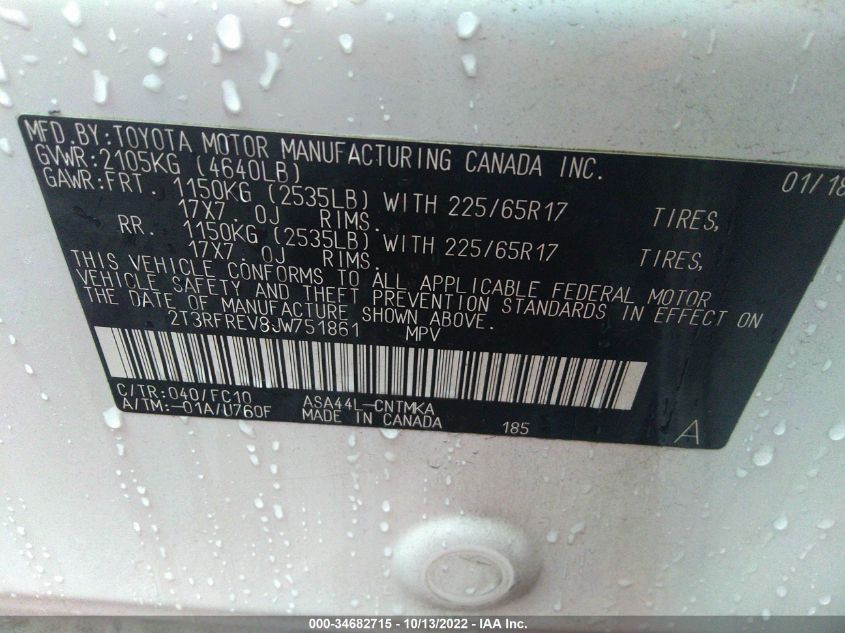 MFD.BY:TOYOTA MOTOR MANUFACTURING CANADA INC. 01/18
GVWR:2105KG (4640LB)
GAWR:FRT. 1150KG (2535LB) WITH 225/65R17 TIRES,
17X7.0J RIMS.
RR. 1150KG (2535LB) WITH 225/65R17 TIRES,
17X7.0J RIMS.
THIS VEHICLE CONFORMS TO ALL APPLICABLE FEDERAL MOTOR
VEHICLE SAFETY AND THEFT PREVENTION STANDARDS IN EFFECT ON
THE DATE OF MANUFACTURE SHOWN ABOVE.
2T3RFREV8JW751861 MPV
C/TR:040/FC10 ASA44L-CNTMKA
A/TM:-01A/U760F MADE IN CANADA 185 A
000-34682715 - 10/13/2022 - IAA Inc.